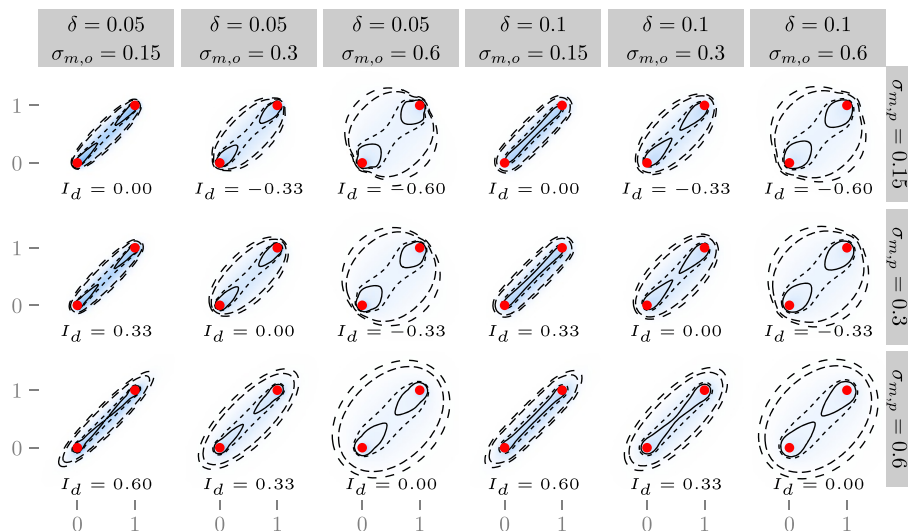 δ = 0.05 δ = 0.05 δ = 0.05 δ = 0.1 δ = 0.1 δ = 0.1
σ_{m,o} = 0.15 σ_{m,o} = 0.3 σ_{m,o} = 0.6 σ_{m,o} = 0.15 σ_{m,o} = 0.3 σ_{m,o} = 0.6
1
0
I_d = 0.00 I_d = −0.33 I_d = −0.60 I_d = 0.00 I_d = −0.33 I_d = −0.60
σ_{m,p} = 0.15
1
0
I_d = 0.33 I_d = 0.00 I_d = −0.33 I_d = 0.33 I_d = 0.00 I_d = −0.33
σ_{m,p} = 0.3
1
0
I_d = 0.60 I_d = 0.33 I_d = 0.00 I_d = 0.60 I_d = 0.33 I_d = 0.00
σ_{m,p} = 0.6
0 1 0 1 0 1 0 1 0 1 0 1